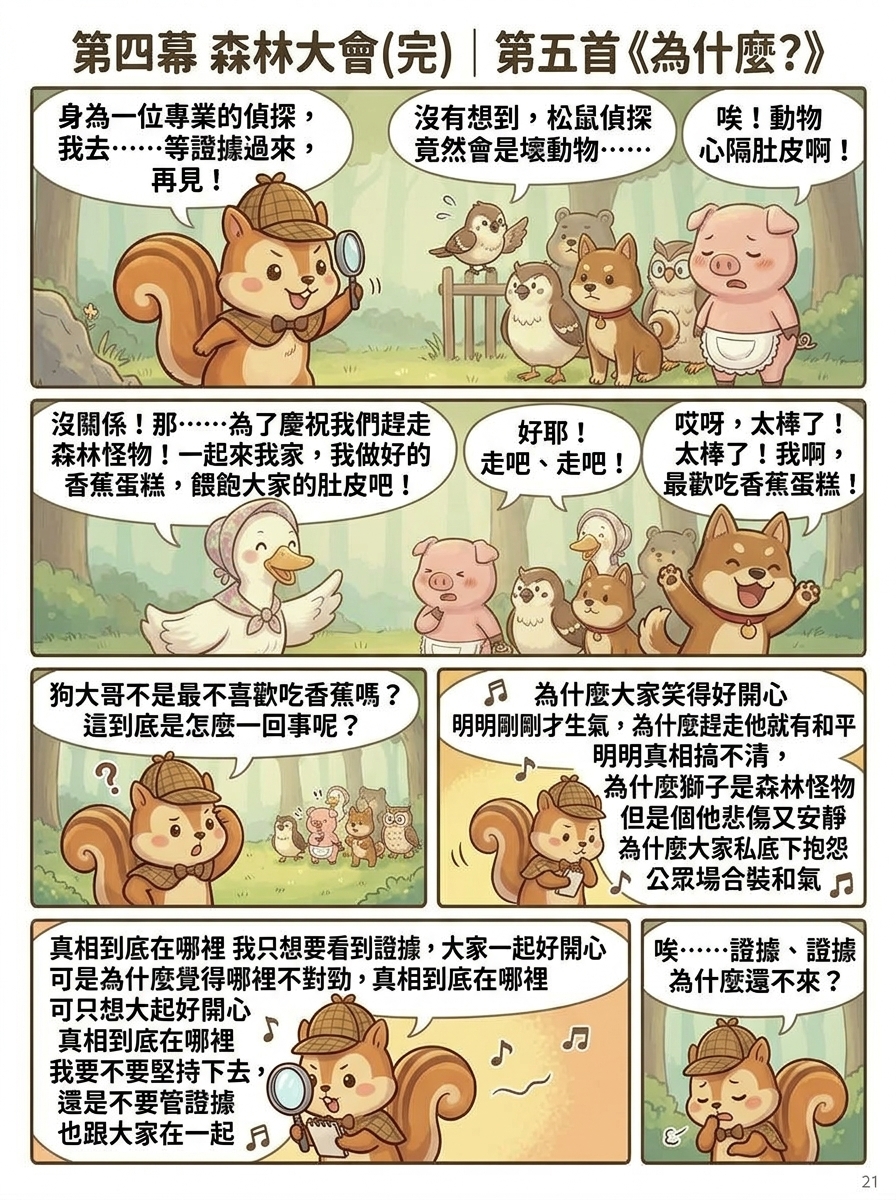 第四幕 森林大會(完)｜第五首《為什麼?》
身為一位專業的偵探，
我去……等證據過來，
再見！
沒有想到，松鼠偵探
竟然會是壞動物……
唉！動物
心隔肚皮啊！
沒關係！那……為了慶祝我們趕走
森林怪物！一起來我家，我做好的
香蕉蛋糕，餵飽大家的肚皮吧！
好耶！
走吧、走吧！
哎呀，太棒了！
太棒了！我啊，
最歡吃香蕉蛋糕！
狗大哥不是最不喜歡吃香蕉嗎？
這到底是怎麼一回事呢？
?
為什麼大家笑得好開心
明明剛剛才生氣，為什麼趕走他就有和平
明明真相搞不清，
為什麼獅子是森林怪物
但是個他悲傷又安靜
為什麼大家私底下抱怨
公眾場合裝和氣
真相到底在哪裡 我只想要看到證據，大家一起好開心
可是為什麼覺得哪裡不對勁，真相到底在哪裡
可只想大起好開心
真相到底在哪裡
我要不要堅持下去，
還是不要管證據
也跟大家在一起
唉……證據、證據
為什麼還不來？
21